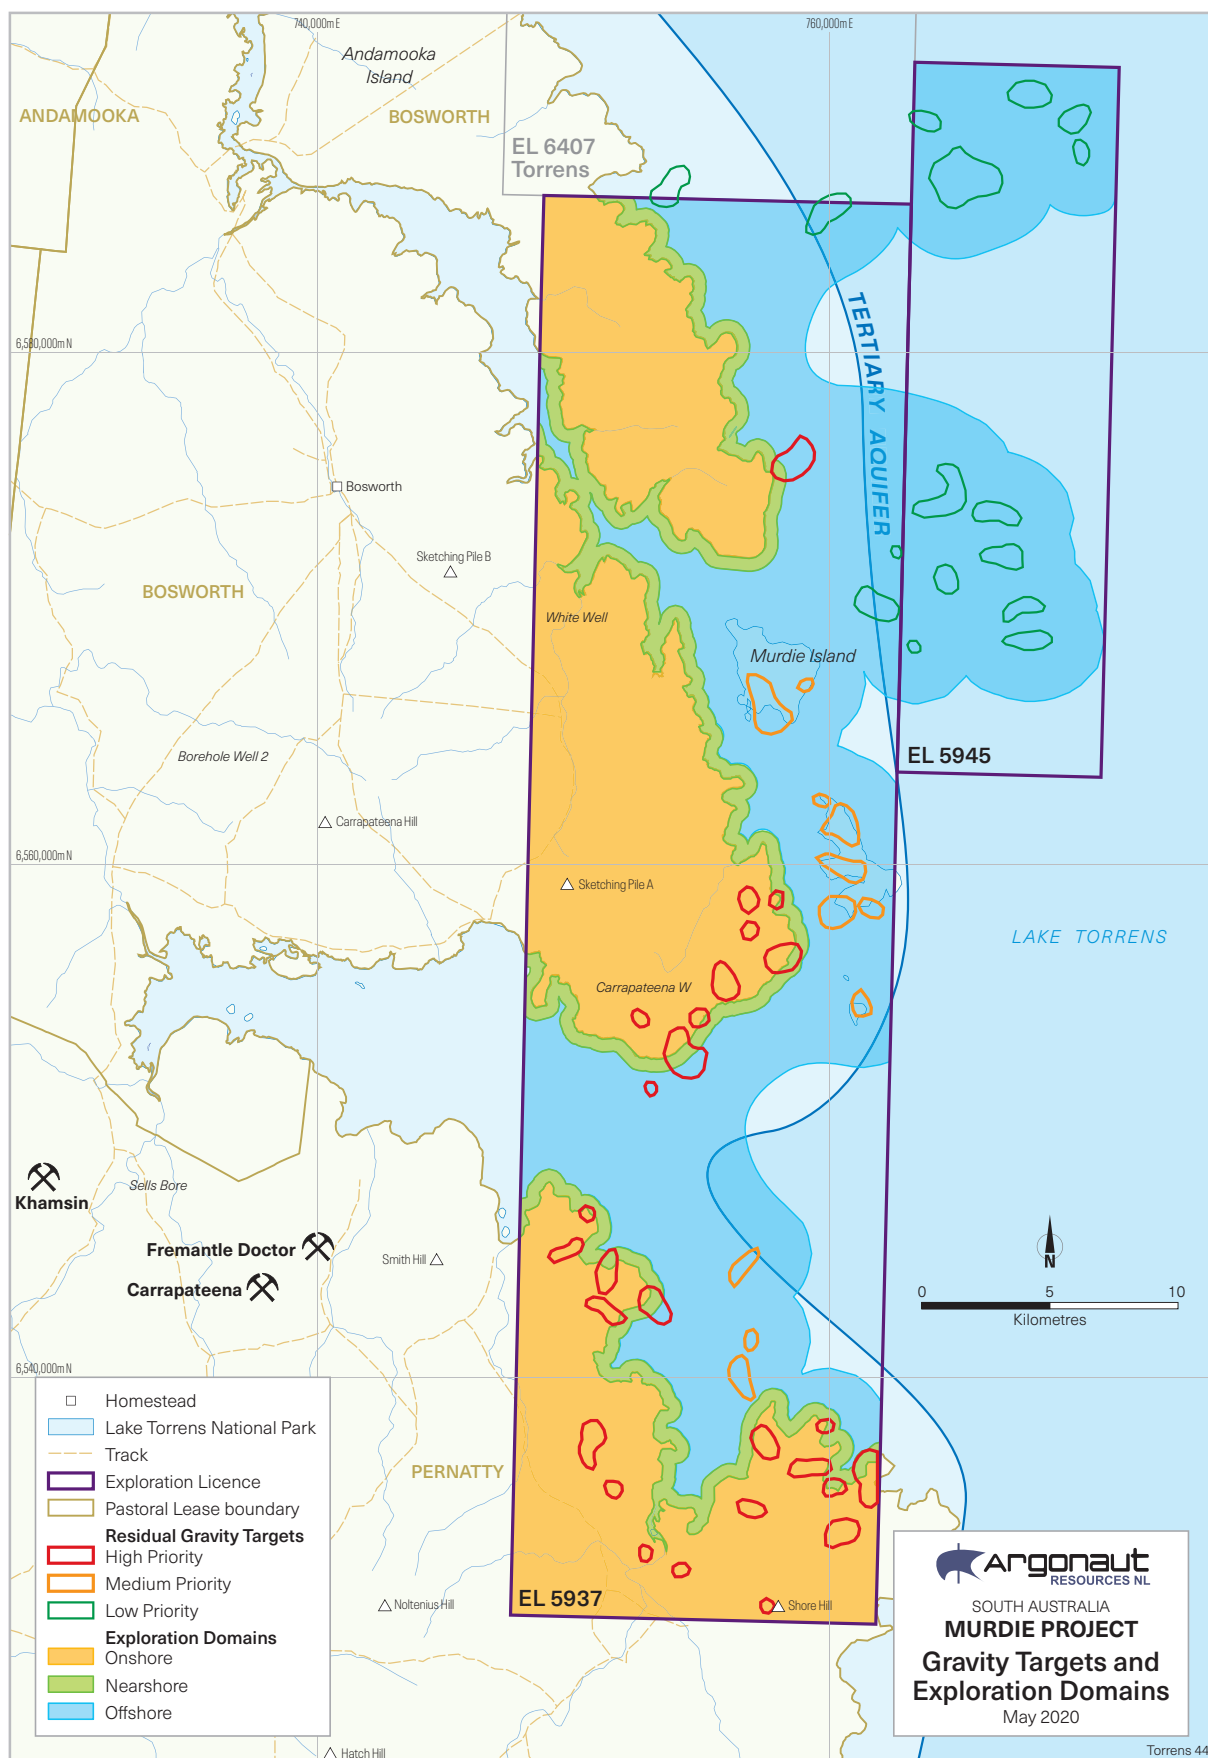 740,000m E
760,000m E
Andamooka
Island
ANDAMOOKA
BOSWORTH
EL 6407
Torrens
6,580,000m N
TERTIARY AQUIFER
Bosworth
Sketching Pile B
BOSWORTH
White Well
Murdie Island
Borehole Well 2
EL 5945
Carrapateena Hill
6,560,000m N
Sketching Pile A
LAKE TORRENS
Carrapateena W
Khamsin
Sells Bore
Fremantle Doctor
Smith Hill
Carrapateena
N
0 5 10
Kilometres
6,540,000m N
Homestead
Lake Torrens National Park
Track
Exploration Licence
Pastoral Lease boundary
Residual Gravity Targets
High Priority
Medium Priority
Low Priority
Exploration Domains
Onshore
Nearshore
Offshore
PERNATTY
Noltenius Hill
EL 5937
Shore Hill
Hatch Hill
Argonaut
RESOURCES NL
SOUTH AUSTRALIA
MURDIE PROJECT
Gravity Targets and
Exploration Domains
May 2020
Torrens 44